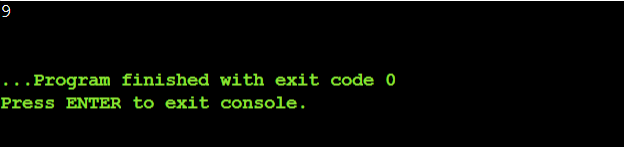 9
...Program finished with exit code 0
Press ENTER to exit console.